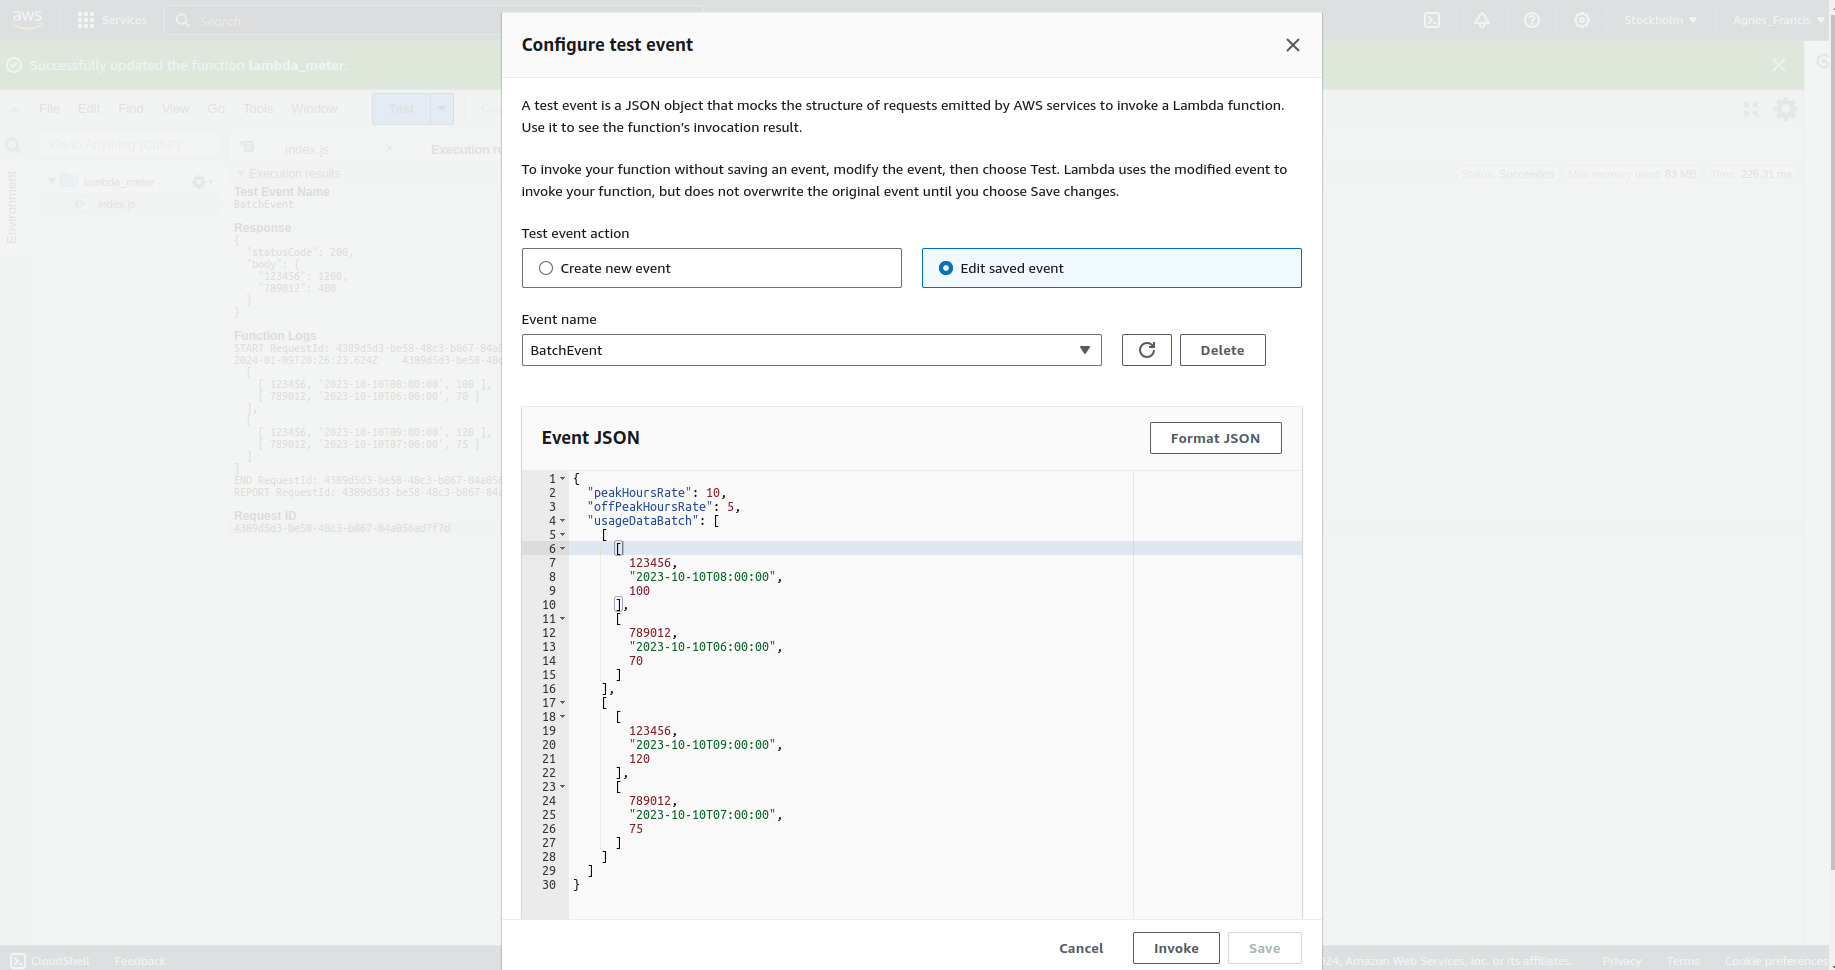 aws
Services
Search
Stockholm ▼
Agnes_Francis ▼
Successfully updated the function lambda_meter.
File Edit Find View Go Tools Window
Test
Go to Anything (Ctrl-P)
index.js
Execution re
Environment
lambda_meter
index.js
Execution results
Status: Succeeded
Max memory used: 83 MB
Time: 226.31 ms
Test Event Name
BatchEvent
Response
{
"statusCode": 200,
"body": {
"123456": 1200,
"789012": 400
}
}
Function Logs
START RequestId: 4389d5d3-be58-48c3-b867-84a0
2024-01-09T20:26:23.624Z 4389d5d3-be58-48c
[
[ 123456, '2023-10-10T08:00:00', 100 ],
[ 789012, '2023-10-10T06:00:00', 70 ]
],
[
[ 123456, '2023-10-10T09:00:00', 120 ],
[ 789012, '2023-10-10T07:00:00', 75 ]
]
]
END RequestId: 4389d5d3-be58-48c3-b867-84a056
REPORT RequestId: 4389d5d3-be58-48c3-b867-84a
Request ID
4389d5d3-be58-48c3-b867-84a056ad7f7d
Configure test event
A test event is a JSON object that mocks the structure of requests emitted by AWS services to invoke a Lambda function.
Use it to see the function’s invocation result.
To invoke your function without saving an event, modify the event, then choose Test. Lambda uses the modified event to
invoke your function, but does not overwrite the original event until you choose Save changes.
Test event action
Create new event
Edit saved event
Event name
BatchEvent
Delete
Event JSON
Format JSON
1 {
2 "peakHoursRate": 10,
3 "offPeakHoursRate": 5,
4 "usageDataBatch": [
5 [
6 [
7 123456,
8 "2023-10-10T08:00:00",
9 100
10 ],
11 [
12 789012,
13 "2023-10-10T06:00:00",
14 70
15 ]
16 ],
17 [
18 [
19 123456,
20 "2023-10-10T09:00:00",
21 120
22 ],
23 [
24 789012,
25 "2023-10-10T07:00:00",
26 75
27 ]
28 ]
29 ]
30 }
Cancel
Invoke
Save
CloudShell
Feedback
24, Amazon Web Services, Inc. or its affiliates.
Privacy
Terms
Cookie preferences